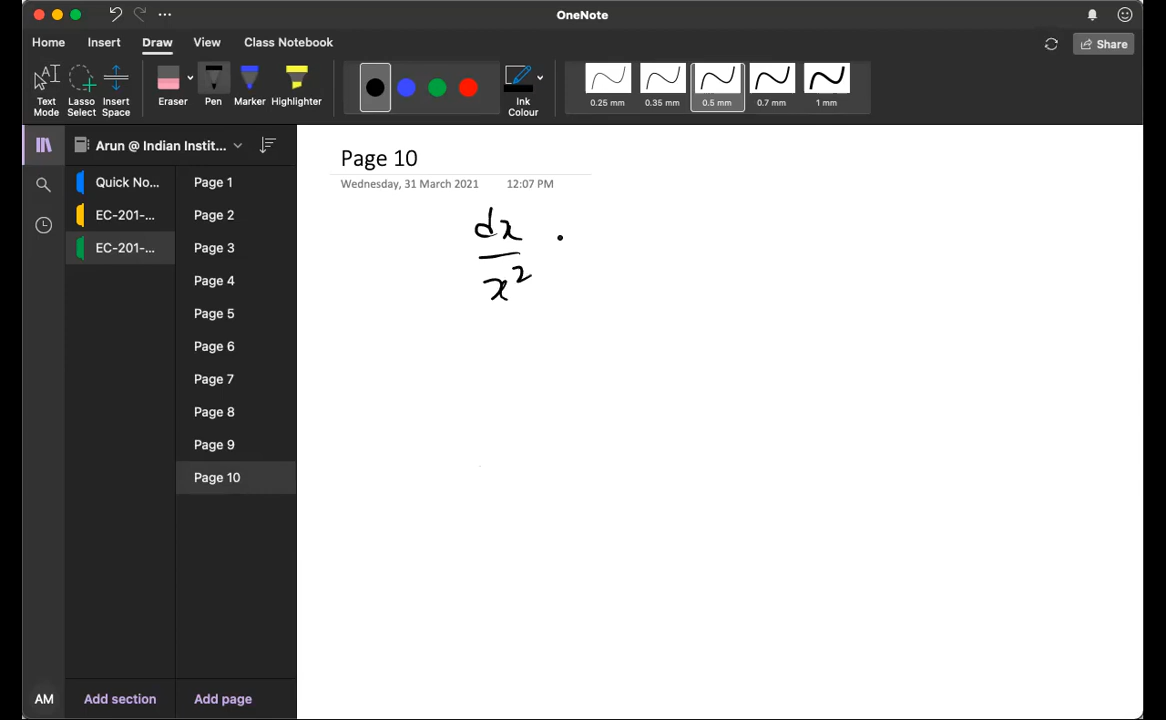 OneNote
Home Insert Draw View Class Notebook
Share
Text Mode
Lasso Select
Insert Space
Eraser
Pen
Marker
Highlighter
Ink Colour
0.25 mm
0.35 mm
0.5 mm
0.7 mm
1 mm
Arun @ Indian Instit...
Quick No...
EC-201-...
EC-201-...
Page 1
Page 2
Page 3
Page 4
Page 5
Page 6
Page 7
Page 8
Page 9
Page 10
Page 10
Wednesday, 31 March 2021 12:07 PM
dx
x²
AM
Add section
Add page